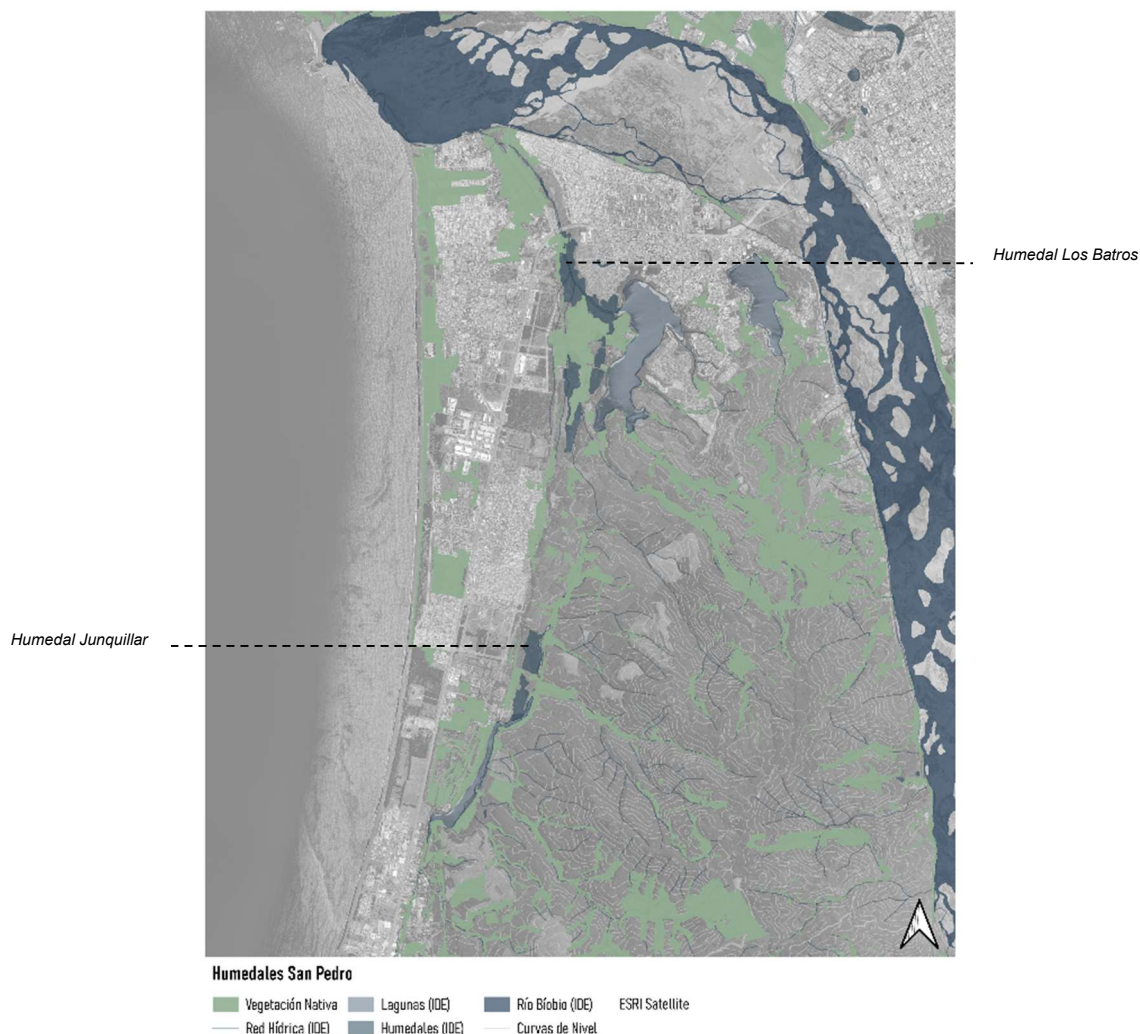 Humedal Los Batros
Humedal Junquillar
Humedales San Pedro
Vegetación Nativa Lagunas (IDE) Río Bíobío (IDE) ESRI Satellite
Red Hídrica (IDE) Humedales (IDE) Curvas de Nivel